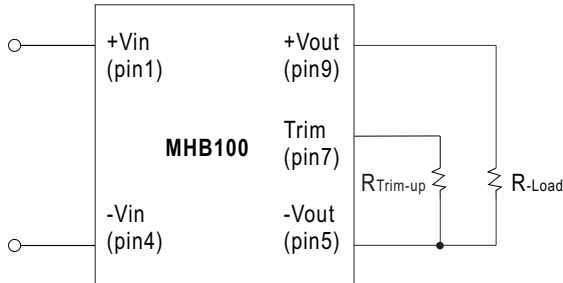 +Vin
(pin1)
+Vout
(pin9)
Trim
(pin7)
MHB100
RTrim-up
R-Load
-Vin
(pin4)
-Vout
(pin5)